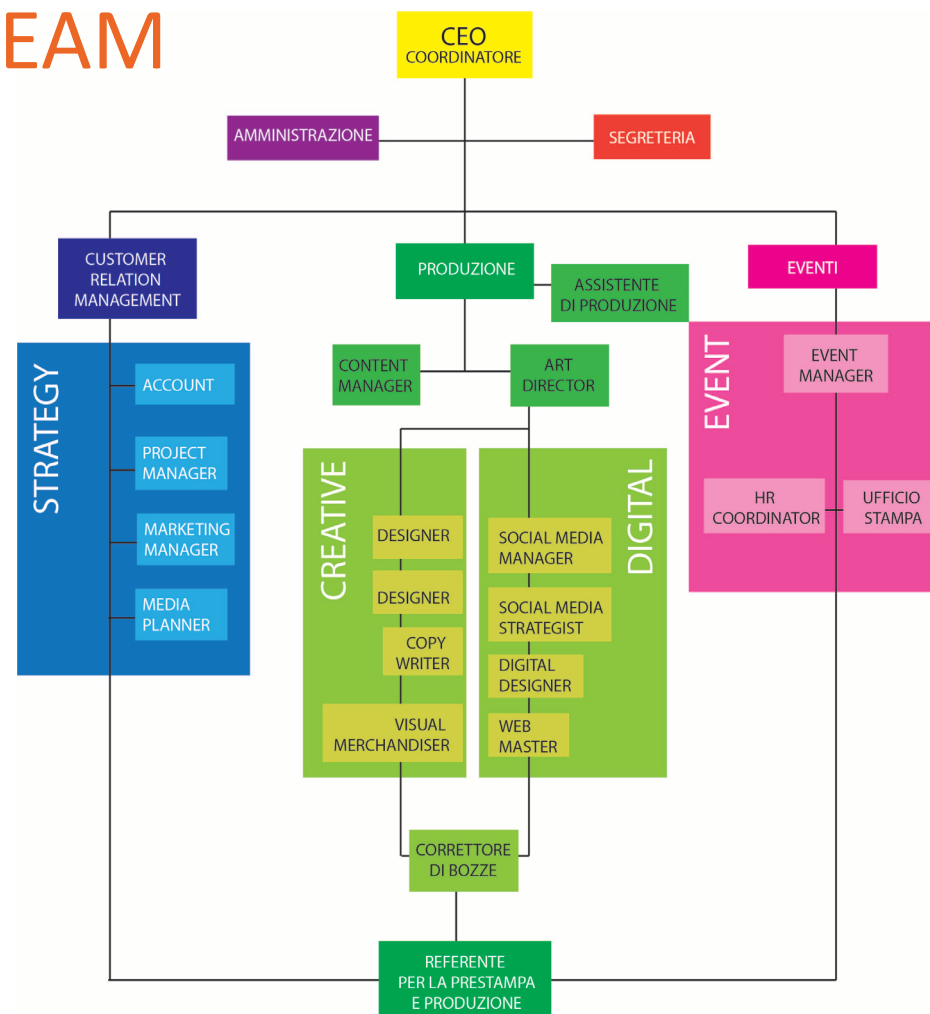 EAM
CEO
COORDINATORE
AMMINISTRAZIONE
SEGRETERIA
CUSTOMER
RELATION
MANAGEMENT
PRODUZIONE
ASSISTENTE
DI PRODUZIONE
EVENTI
STRATEGY
ACCOUNT
PROJECT
MANAGER
MARKETING
MANAGER
MEDIA
PLANNER
CONTENT
MANAGER
ART
DIRECTOR
CREATIVE
DESIGNER
DESIGNER
COPY
WRITER
VISUAL
MERCHANDISER
DIGITAL
SOCIAL MEDIA
MANAGER
SOCIAL MEDIA
STRATEGIST
DIGITAL
DESIGNER
WEB
MASTER
EVENT
EVENT
MANAGER
HR
COORDINATOR
UFFICIO
STAMPA
CORRETTORE
DI BOZZE
REFERENTE
PER LA PRESTAMPA
E PRODUZIONE